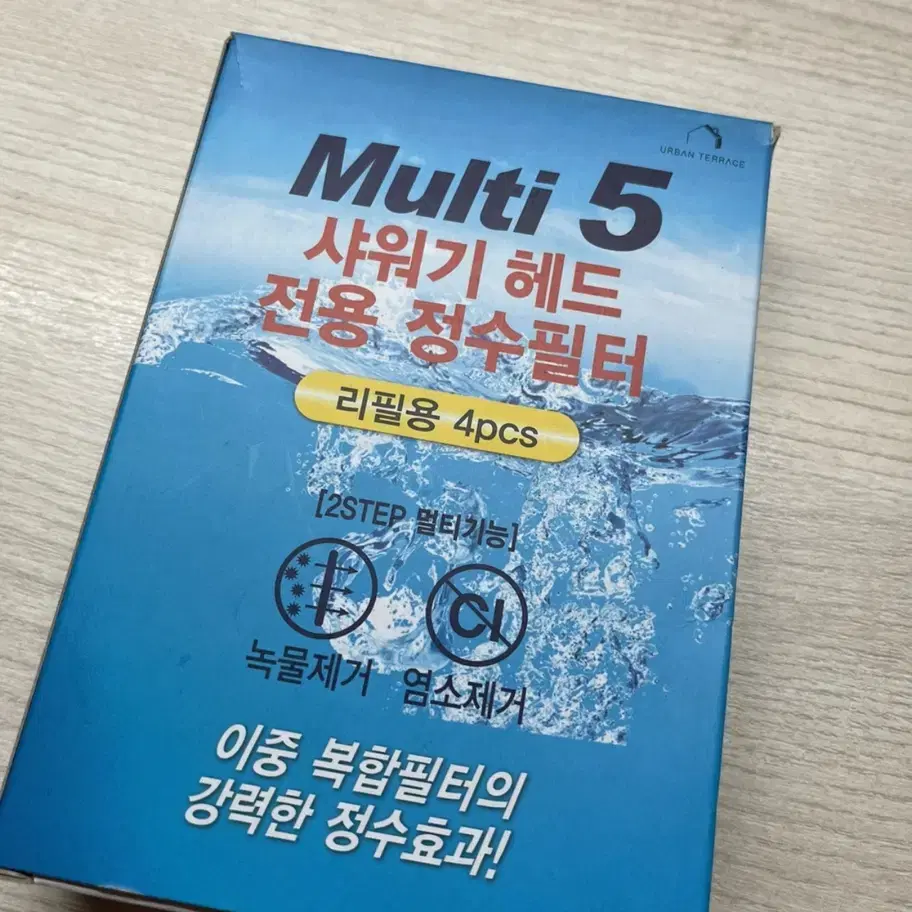 URBAN TERRACE
Multi 5
샤워기 헤드
전용 정수필터
리필용 4pcs
[2STEP 멀티기능]
Cl
녹물제거 염소제거
이중 복합필터의
강력한 정수효과!